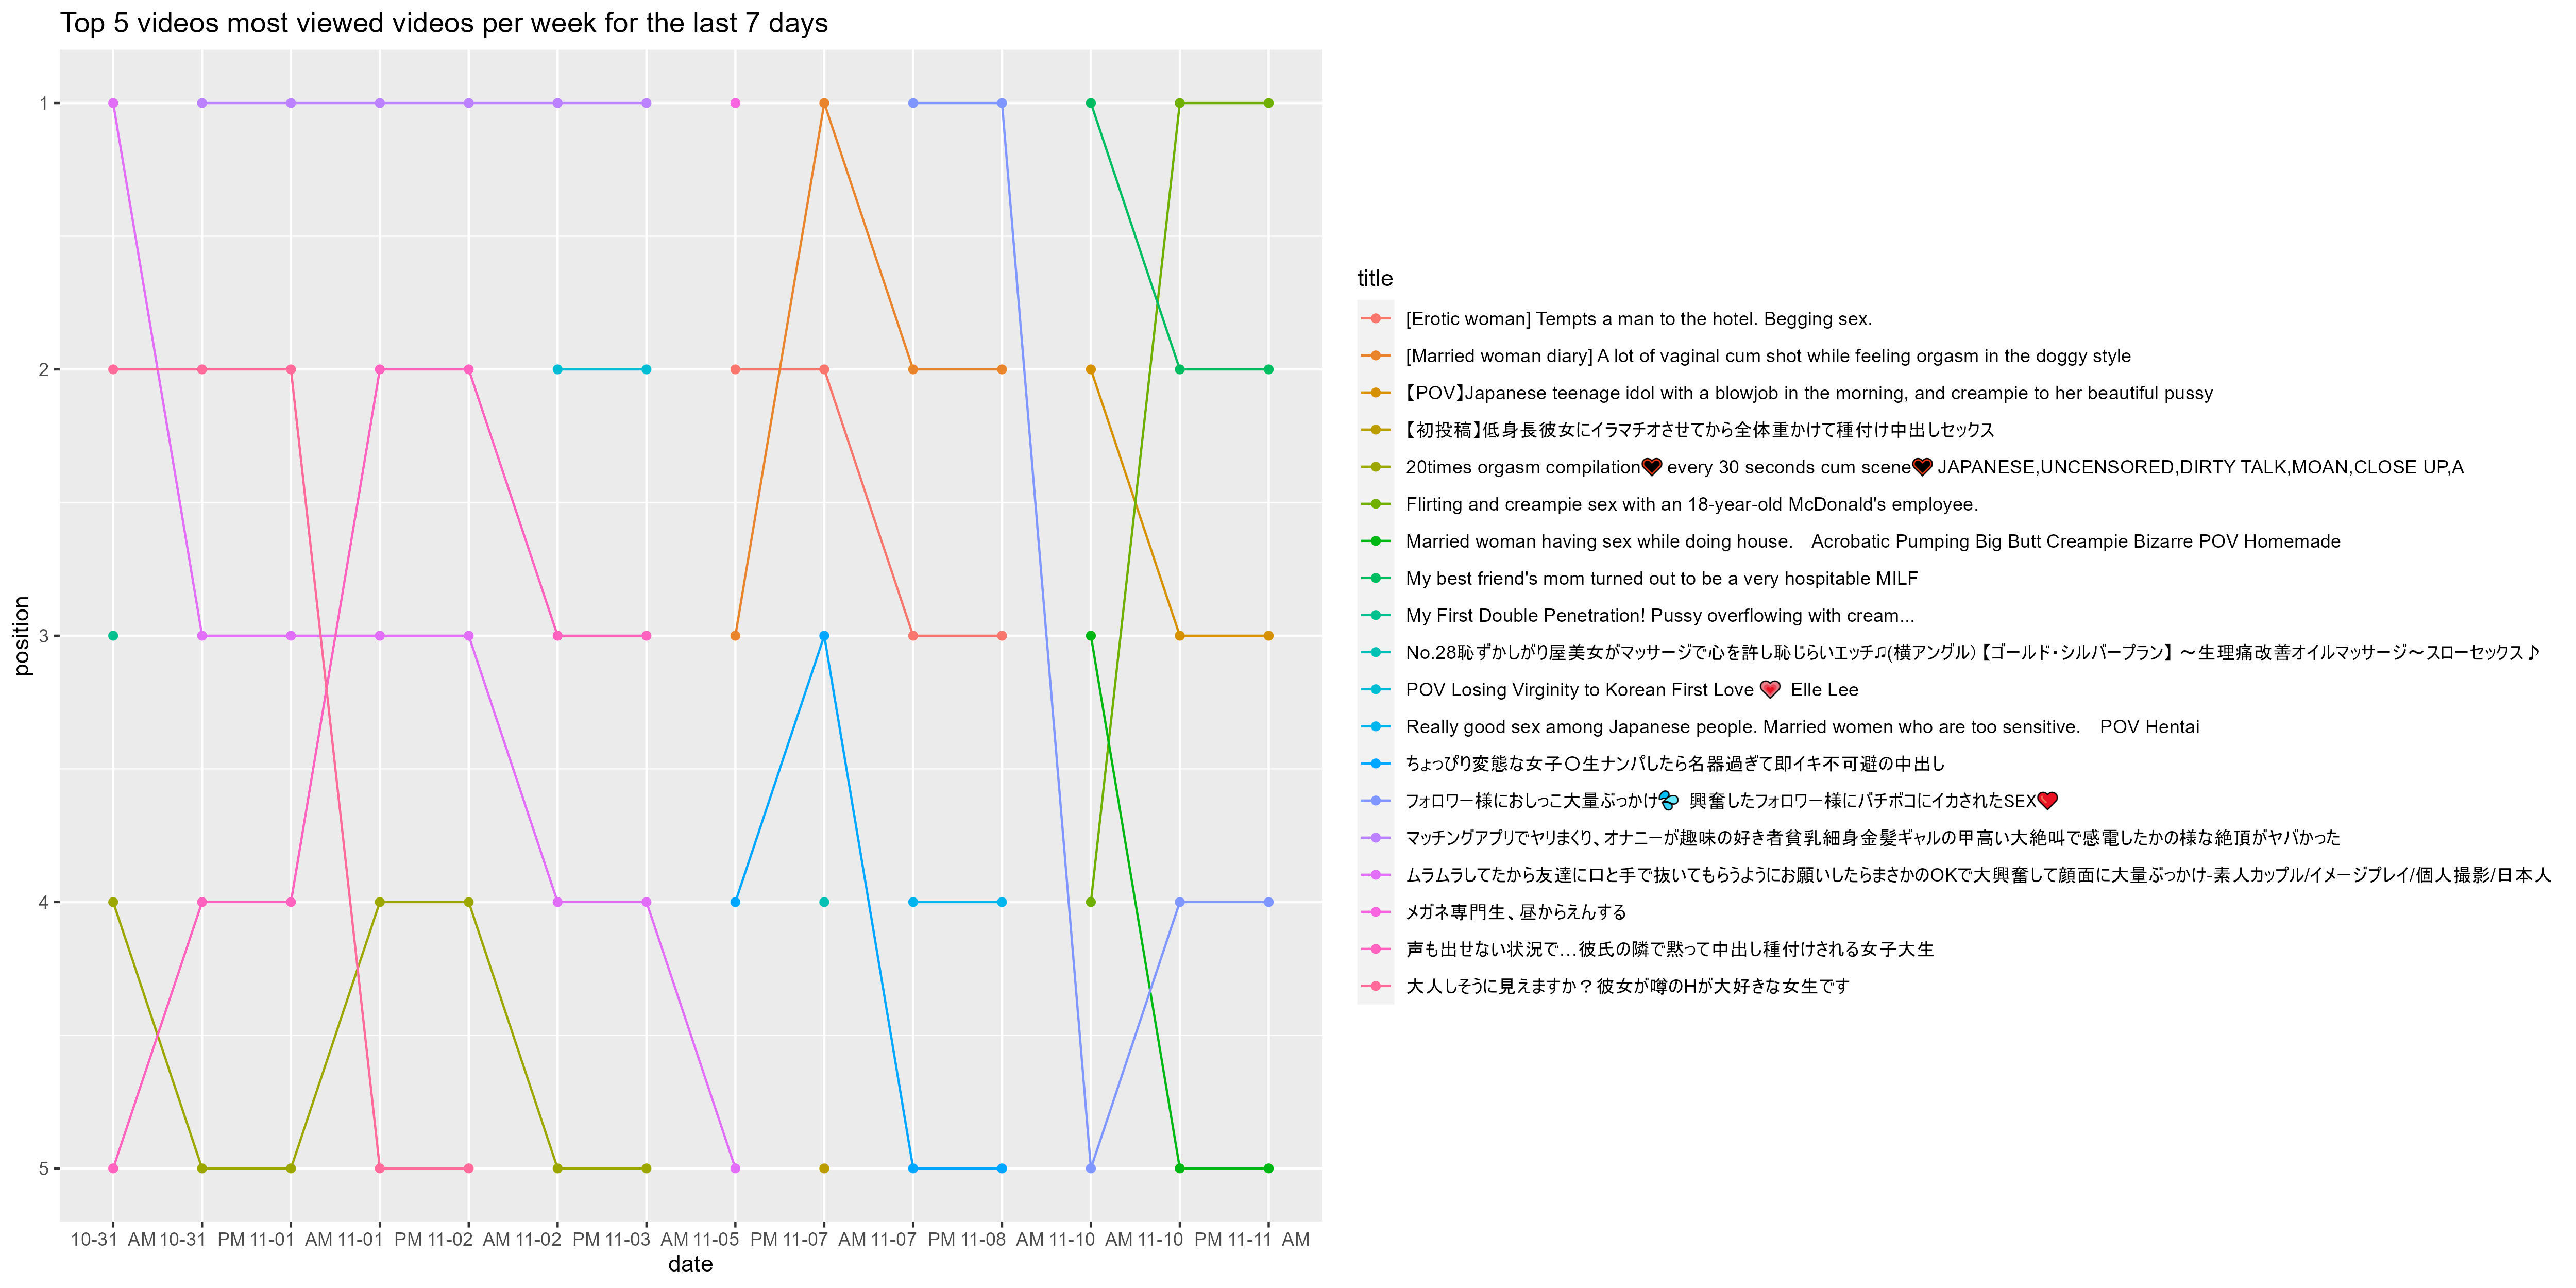 Top 5 videos most viewed videos per week for the last 7 days
1
2
3
4
5
position
10-31 AM 10-31 PM 11-01 AM 11-01 PM 11-02 AM 11-02 PM 11-03 AM 11-05 PM 11-07 AM 11-07 PM 11-08 AM 11-10 AM 11-10 PM 11-11 AM
date
title
[Erotic woman] Tempts a man to the hotel. Begging sex.
[Married woman diary] A lot of vaginal cum shot while feeling orgasm in the doggy style
【POV】Japanese teenage idol with a blowjob in the morning, and creampie to her beautiful pussy
【初投稿】低身長彼女にイラマチオさせてから全体重かけて種付け中出しセックス
20times orgasm compilation🖤 every 30 seconds cum scene🖤 JAPANESE,UNCENSORED,DIRTY TALK,MOAN,CLOSE UP,A
Flirting and creampie sex with an 18-year-old McDonald's employee.
Married woman having sex while doing house.　Acrobatic Pumping Big Butt Creampie Bizarre POV Homemade
My best friend's mom turned out to be a very hospitable MILF
My First Double Penetration! Pussy overflowing with cream...
No.28恥ずかしがり屋美女がマッサージで心を許し恥じらいエッチ♫(横アングル)【ゴールド・シルバープラン】～生理痛改善オイルマッサージ～スローセックス♪
POV Losing Virginity to Korean First Love 💗 Elle Lee
Really good sex among Japanese people. Married women who are too sensitive.　POV Hentai
ちょっぴり変態な女子〇生ナンパしたら名器過ぎて即イキ不可避の中出し
フォロワー様におしっこ大量ぶっかけ💦 興奮したフォロワー様にバチボコにイカされたSEX❤️
マッチングアプリでヤリまくり、オナニーが趣味の好き者貧乳細身金髪ギャルの甲高い大絶叫で感電したかの様な絶頂がヤバかった
ムラムラしてたから友達に口と手で抜いてもらうようにお願いしたらまさかのOKで大興奮して顔面に大量ぶっかけ-素人カップル/イメージプレイ/個人撮影/日本人
メガネ専門生、昼からえんする
声も出せない状況で…彼氏の隣で黙って中出し種付けされる女子大生
大人しそうに見えますか？彼女が噂のHが大好きな女生です